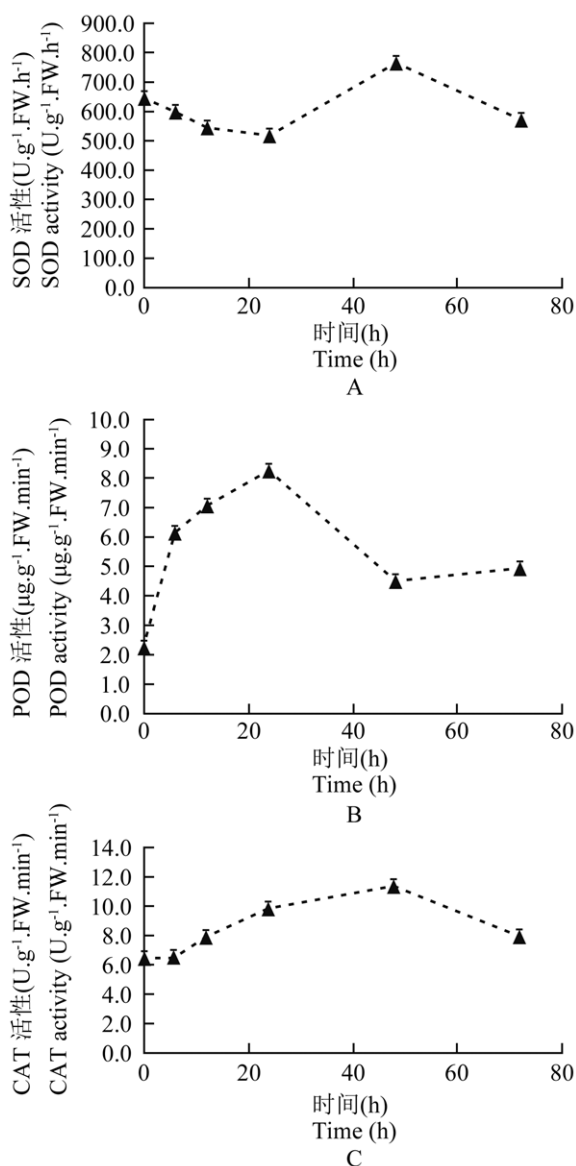 SOD 活性(U.g⁻¹.FW.h⁻¹)
SOD activity (U.g⁻¹.FW.h⁻¹)
900.0
800.0
700.0
600.0
500.0
400.0
300.0
200.0
100.0
0.0
0 20 40 60 80
时间(h)
Time (h)
A
POD 活性(μg.g⁻¹.FW.min⁻¹)
POD activity (μg.g⁻¹.FW.min⁻¹)
10.0
9.0
8.0
7.0
6.0
5.0
4.0
3.0
2.0
1.0
0.0
0 20 40 60 80
时间(h)
Time (h)
B
CAT 活性(U.g⁻¹.FW.min⁻¹)
CAT activity (U.g⁻¹.FW.min⁻¹)
14.0
12.0
10.0
8.0
6.0
4.0
2.0
0.0
0 20 40 60 80
时间(h)
Time (h)
C